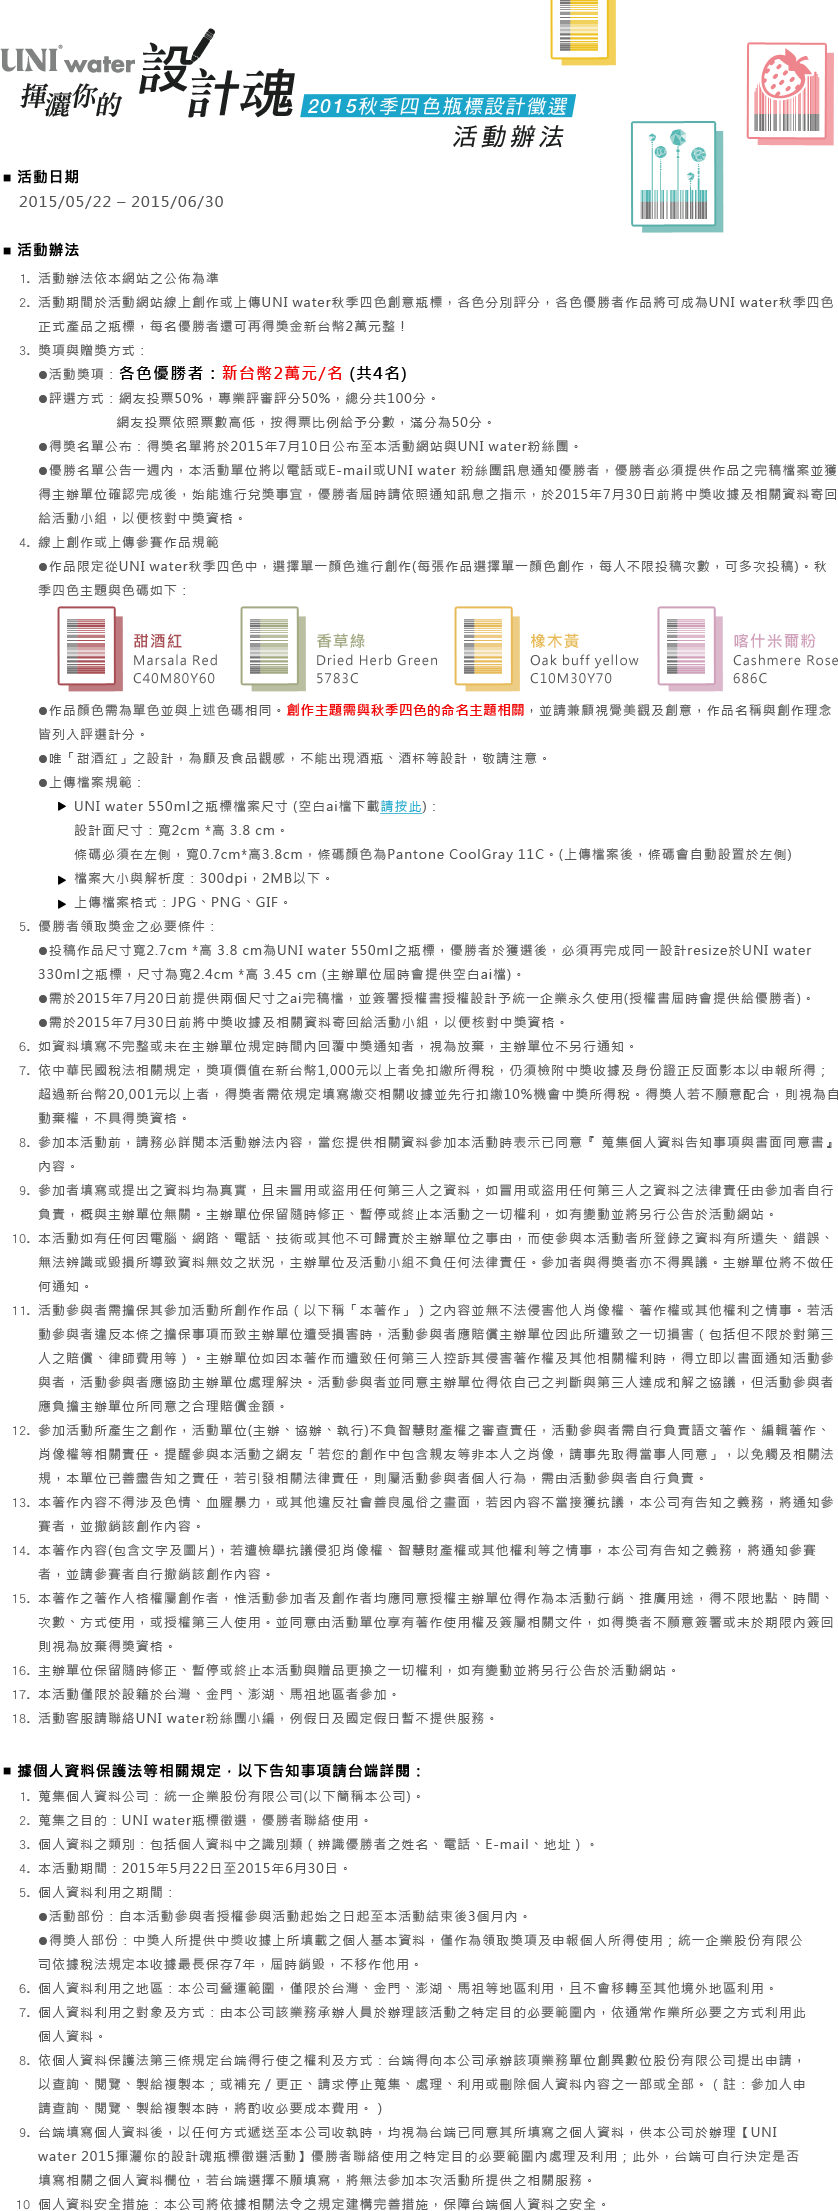 UNI® water 設計魂
揮灑你的
2015秋季四色瓶標設計徵選
活動辦法
■ 活動日期
2015/05/22 – 2015/06/30
■ 活動辦法
1. 活動辦法依本網站之公佈為準
2. 活動期間於活動網站線上創作或上傳UNI water秋季四色創意瓶標，各色分別評分，各色優勝者作品將可成為UNI water秋季四色
正式產品之瓶標，每名優勝者還可再得獎金新台幣2萬元整！
3. 獎項與贈獎方式：
●活動獎項：各色優勝者：新台幣2萬元/名 (共4名)
●評選方式：網友投票50%，專業評審評分50%，總分共100分。
網友投票依照票數高低，按得票比例給予分數，滿分為50分。
●得獎名單公布：得獎名單將於2015年7月10日公布至本活動網站與UNI water粉絲團。
●優勝名單公告一週內，本活動單位將以電話或E-mail或UNI water 粉絲團訊息通知優勝者，優勝者必須提供作品之完稿檔案並獲
得主辦單位確認完成後，始能進行兌獎事宜，優勝者屆時請依照通知訊息之指示，於2015年7月30日前將中獎收據及相關資料寄回
給活動小組，以便核對中獎資格。
4. 線上創作或上傳參賽作品規範
●作品限定從UNI water秋季四色中，選擇單一顏色進行創作(每張作品選擇單一顏色創作，每人不限投稿次數，可多次投稿)。秋
季四色主題與色碼如下：
甜酒紅 香草綠 橡木黃 喀什米爾粉
Marsala Red Dried Herb Green Oak buff yellow Cashmere Rose
C40M80Y60 5783C C10M30Y70 686C
●作品顏色需為單色並與上述色碼相同。創作主題需與秋季四色的命名主題相關，並請兼顧視覺美觀及創意，作品名稱與創作理念
皆列入評選計分。
●唯「甜酒紅」之設計，為顧及食品觀感，不能出現酒瓶、酒杯等設計，敬請注意。
●上傳檔案規範：
▶ UNI water 550ml之瓶標檔案尺寸 (空白ai檔下載請按此)：
設計面尺寸：寬2cm *高 3.8 cm。
條碼必須在左側，寬0.7cm*高3.8cm，條碼顏色為Pantone CoolGray 11C。(上傳檔案後，條碼會自動設置於左側)
▶ 檔案大小與解析度：300dpi，2MB以下。
▶ 上傳檔案格式：JPG、PNG、GIF。
5. 優勝者領取獎金之必要條件：
●投稿作品尺寸寬2.7cm *高 3.8 cm為UNI water 550ml之瓶標，優勝者於獲選後，必須再完成同一設計resize於UNI water
330ml之瓶標，尺寸為寬2.4cm *高 3.45 cm (主辦單位屆時會提供空白ai檔)。
●需於2015年7月20日前提供兩個尺寸之ai完稿檔，並簽署授權書授權設計予統一企業永久使用(授權書屆時會提供給優勝者)。
●需於2015年7月30日前將中獎收據及相關資料寄回給活動小組，以便核對中獎資格。
6. 如資料填寫不完整或未在主辦單位規定時間內回覆中獎通知者，視為放棄，主辦單位不另行通知。
7. 依中華民國稅法相關規定，獎項價值在新台幣1,000元以上者免扣繳所得稅，仍須檢附中獎收據及身份證正反面影本以申報所得；
超過新台幣20,001元以上者，得獎者需依規定填寫繳交相關收據並先行扣繳10%機會中獎所得稅。得獎人若不願意配合，則視為自
動棄權，不具得獎資格。
8. 參加本活動前，請務必詳閱本活動辦法內容，當您提供相關資料參加本活動時表示已同意『 蒐集個人資料告知事項與書面同意書』
內容。
9. 參加者填寫或提出之資料均為真實，且未冒用或盜用任何第三人之資料，如冒用或盜用任何第三人之資料之法律責任由參加者自行
負責，概與主辦單位無關。主辦單位保留隨時修正、暫停或終止本活動之一切權利，如有變動並將另行公告於活動網站。
10. 本活動如有任何因電腦、網路、電話、技術或其他不可歸責於主辦單位之事由，而使參與本活動者所登錄之資料有所遺失、錯誤、
無法辨識或毀損所導致資料無效之狀況，主辦單位及活動小組不負任何法律責任。參加者與得獎者亦不得異議。主辦單位將不做任
何通知。
11. 活動參與者需擔保其參加活動所創作作品（以下稱「本著作」）之內容並無不法侵害他人肖像權、著作權或其他權利之情事。若活
動參與者違反本條之擔保事項而致主辦單位遭受損害時，活動參與者應賠償主辦單位因此所遭致之一切損害（包括但不限於對第三
人之賠償、律師費用等）。主辦單位如因本著作而遭致任何第三人控訴其侵害著作權及其他相關權利時，得立即以書面通知活動參
與者，活動參與者應協助主辦單位處理解決。活動參與者並同意主辦單位得依自己之判斷與第三人達成和解之協議，但活動參與者
應負擔主辦單位所同意之合理賠償金額。
12. 參加活動所產生之創作，活動單位(主辦、協辦、執行)不負智慧財產權之審查責任，活動參與者需自行負責語文著作、編輯著作、
肖像權等相關責任。提醒參與本活動之網友「若您的創作中包含親友等非本人之肖像，請事先取得當事人同意」，以免觸及相關法
規，本單位已善盡告知之責任，若引發相關法律責任，則屬活動參與者個人行為，需由活動參與者自行負責。
13. 本著作內容不得涉及色情、血腥暴力，或其他違反社會善良風俗之畫面，若因內容不當接獲抗議，本公司有告知之義務，將通知參
賽者，並撤銷該創作內容。
14. 本著作內容(包含文字及圖片)，若遭檢舉抗議侵犯肖像權、智慧財產權或其他權利等之情事，本公司有告知之義務，將通知參賽
者，並請參賽者自行撤銷該創作內容。
15. 本著作之著作人格權屬創作者，惟活動參加者及創作者均應同意授權主辦單位得作為本活動行銷、推廣用途，得不限地點、時間、
次數、方式使用，或授權第三人使用。並同意由活動單位享有著作使用權及簽屬相關文件，如得獎者不願意簽署或未於期限內簽回
則視為放棄得獎資格。
16. 主辦單位保留隨時修正、暫停或終止本活動與贈品更換之一切權利，如有變動並將另行公告於活動網站。
17. 本活動僅限於設籍於台灣、金門、澎湖、馬祖地區者參加。
18. 活動客服請聯絡UNI water粉絲團小編，例假日及國定假日暫不提供服務。
■ 據個人資料保護法等相關規定，以下告知事項請台端詳閱：
1. 蒐集個人資料公司：統一企業股份有限公司(以下簡稱本公司)。
2. 蒐集之目的：UNI water瓶標徵選，優勝者聯絡使用。
3. 個人資料之類別：包括個人資料中之識別類（辨識優勝者之姓名、電話、E-mail、地址）。
4. 本活動期間：2015年5月22日至2015年6月30日。
5. 個人資料利用之期間：
●活動部份：自本活動參與者授權參與活動起始之日起至本活動結束後3個月內。
●得獎人部份：中獎人所提供中獎收據上所填載之個人基本資料，僅作為領取獎項及申報個人所得使用；統一企業股份有限公
司依據稅法規定本收據最長保存7年，屆時銷毀，不移作他用。
6. 個人資料利用之地區：本公司營運範圍，僅限於台灣、金門、澎湖、馬祖等地區利用，且不會移轉至其他境外地區利用。
7. 個人資料利用之對象及方式：由本公司該業務承辦人員於辦理該活動之特定目的必要範圍內，依通常作業所必要之方式利用此
個人資料。
8. 依個人資料保護法第三條規定台端得行使之權利及方式：台端得向本公司承辦該項業務單位創異數位股份有限公司提出申請，
以查詢、閱覽、製給複製本；或補充／更正、請求停止蒐集、處理、利用或刪除個人資料內容之一部或全部。（註：參加人申
請查詢、閱覽、製給複製本時，將酌收必要成本費用。）
9. 台端填寫個人資料後，以任何方式遞送至本公司收執時，均視為台端已同意其所填寫之個人資料，供本公司於辦理【UNI
water 2015揮灑你的設計魂瓶標徵選活動】優勝者聯絡使用之特定目的必要範圍內處理及利用；此外，台端可自行決定是否
填寫相關之個人資料欄位，若台端選擇不願填寫，將無法參加本次活動所提供之相關服務。
10 個人資料安全措施：本公司將依據相關法令之規定建構完善措施，保障台端個人資料之安全。